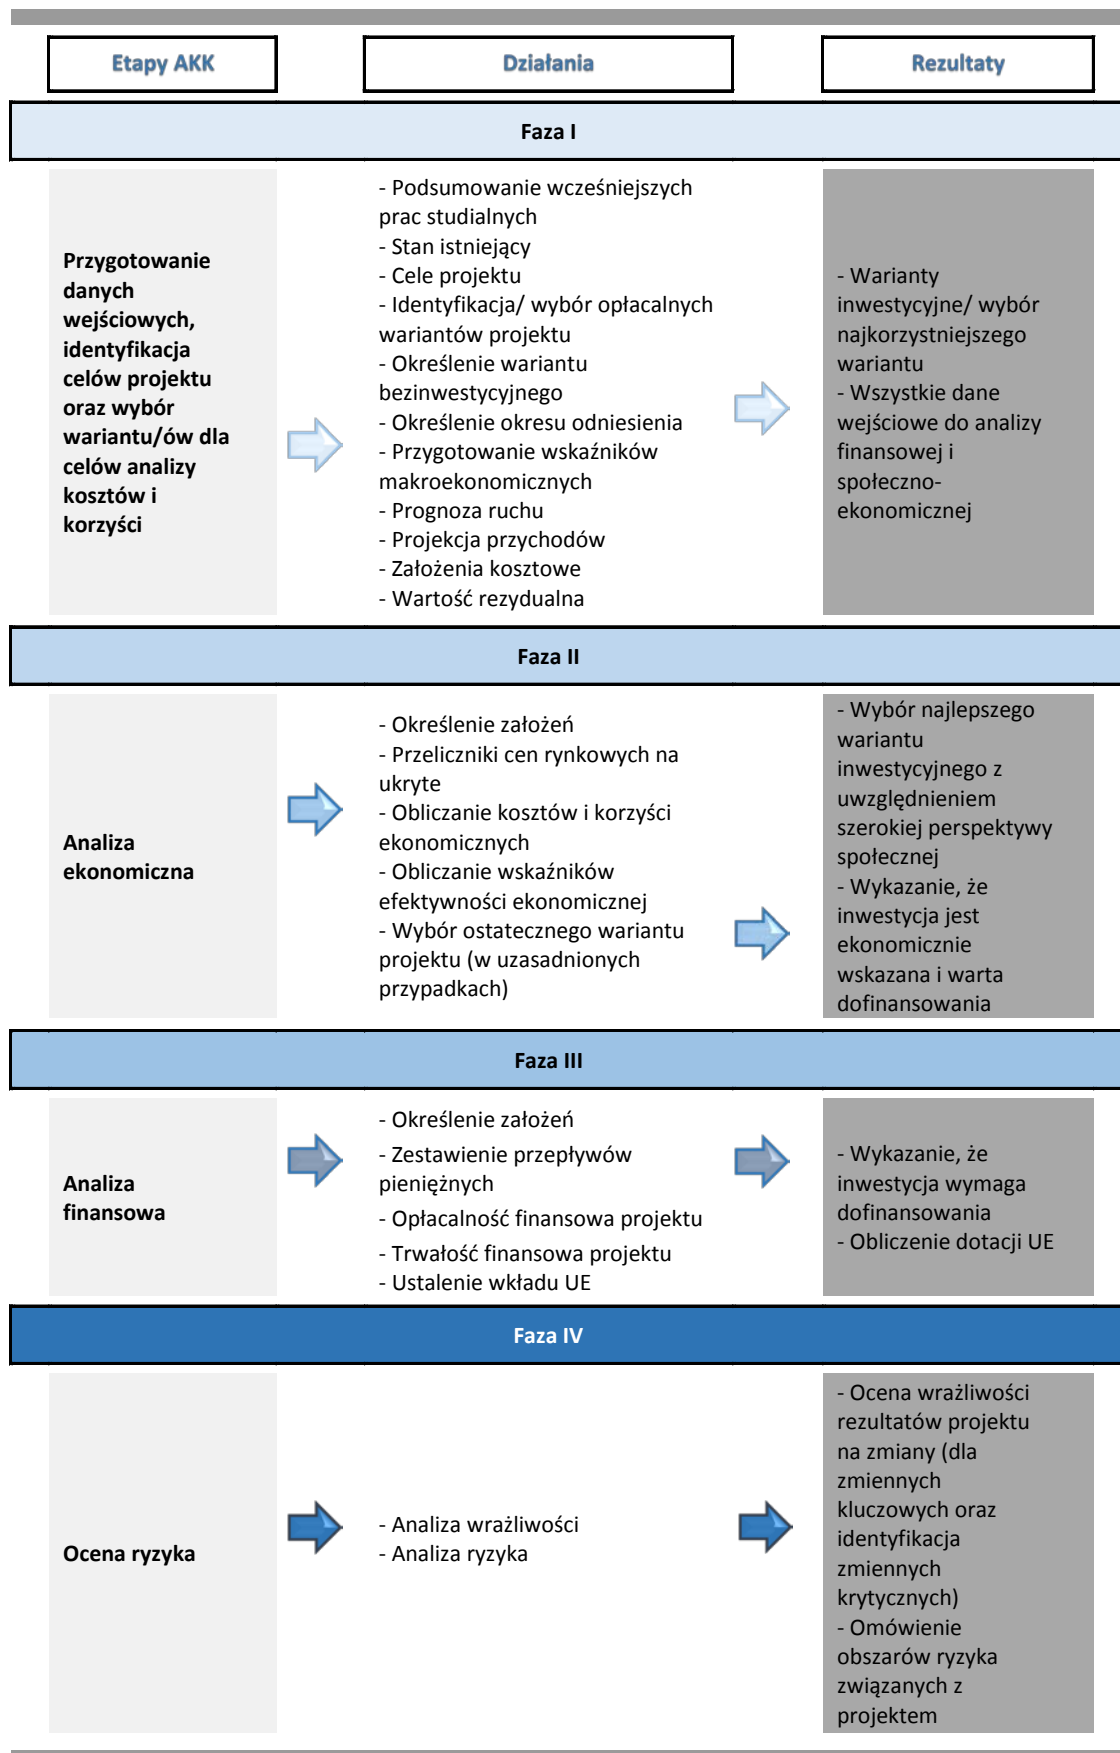 Etapy AKK
Działania
Rezultaty
Faza I
Przygotowanie
danych
wejściowych,
identyfikacja
celów projektu
oraz wybór
wariantu/ów dla
celów analizy
kosztów i
korzyści
- Podsumowanie wcześniejszych
prac studialnych
- Stan istniejący
- Cele projektu
- Identyfikacja/ wybór opłacalnych
wariantów projektu
- Określenie wariantu
bezinwestycyjnego
- Określenie okresu odniesienia
- Przygotowanie wskaźników
makroekonomicznych
- Prognoza ruchu
- Projekcja przychodów
- Założenia kosztowe
- Wartość rezydualna
- Warianty
inwestycyjne/ wybór
najkorzystniejszego
wariantu
- Wszystkie dane
wejściowe do analizy
finansowej i
społeczno-
ekonomicznej
Faza II
Analiza
ekonomiczna
- Określenie założeń
- Przeliczniki cen rynkowych na
ukryte
- Obliczanie kosztów i korzyści
ekonomicznych
- Obliczanie wskaźników
efektywności ekonomicznej
- Wybór ostatecznego wariantu
projektu (w uzasadnionych
przypadkach)
- Wybór najlepszego
wariantu
inwestycyjnego z
uwzględnieniem
szerokiej perspektywy
społecznej
- Wykazanie, że
inwestycja jest
ekonomicznie
wskazana i warta
dofinansowania
Faza III
Analiza
finansowa
- Określenie założeń
- Zestawienie przepływów
pieniężnych
- Opłacalność finansowa projektu
- Trwałość finansowa projektu
- Ustalenie wkładu UE
- Wykazanie, że
inwestycja wymaga
dofinansowania
- Obliczenie dotacji UE
Faza IV
Ocena ryzyka
- Analiza wrażliwości
- Analiza ryzyka
- Ocena wrażliwości
rezultatów projektu
na zmiany (dla
zmiennych
kluczowych oraz
identyfikacja
zmiennych
krytycznych)
- Omówienie
obszarów ryzyka
związanych z
projektem